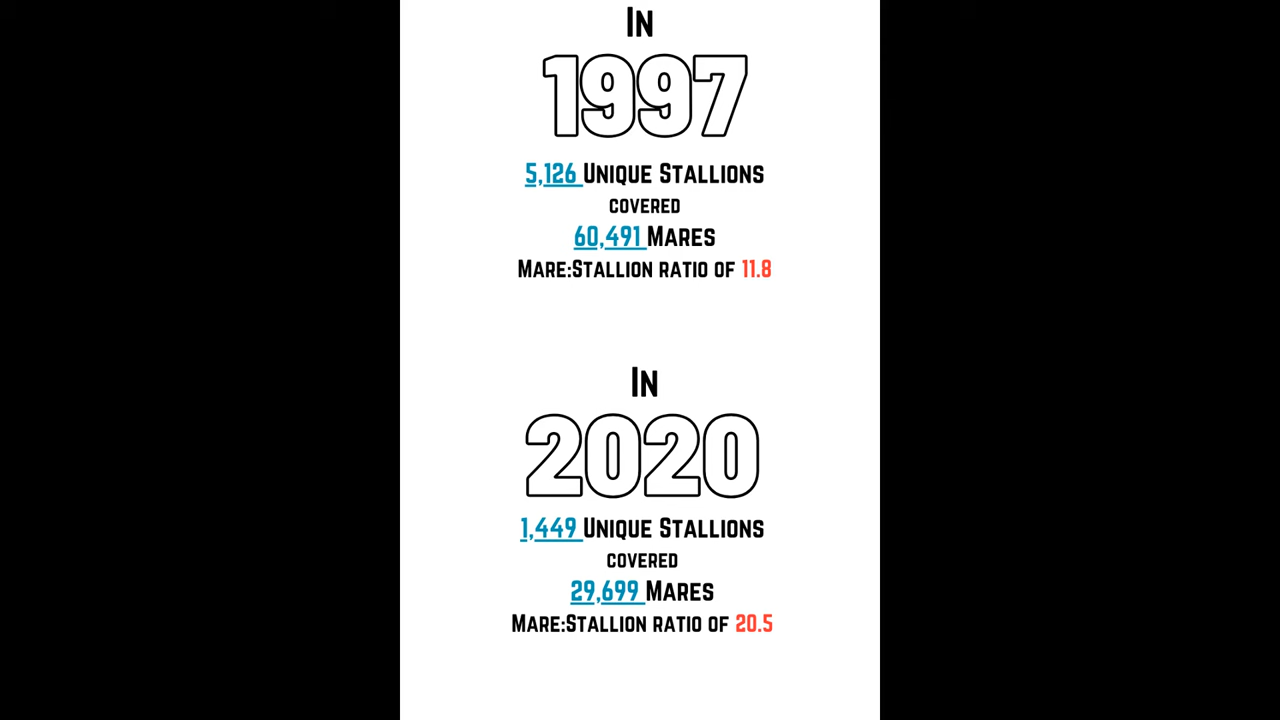 In
1997
5,126 Unique Stallions
covered
60,491 Mares
Mare:Stallion ratio of 11.8
In
2020
1,449 Unique Stallions
covered
29,699 Mares
Mare:Stallion ratio of 20.5